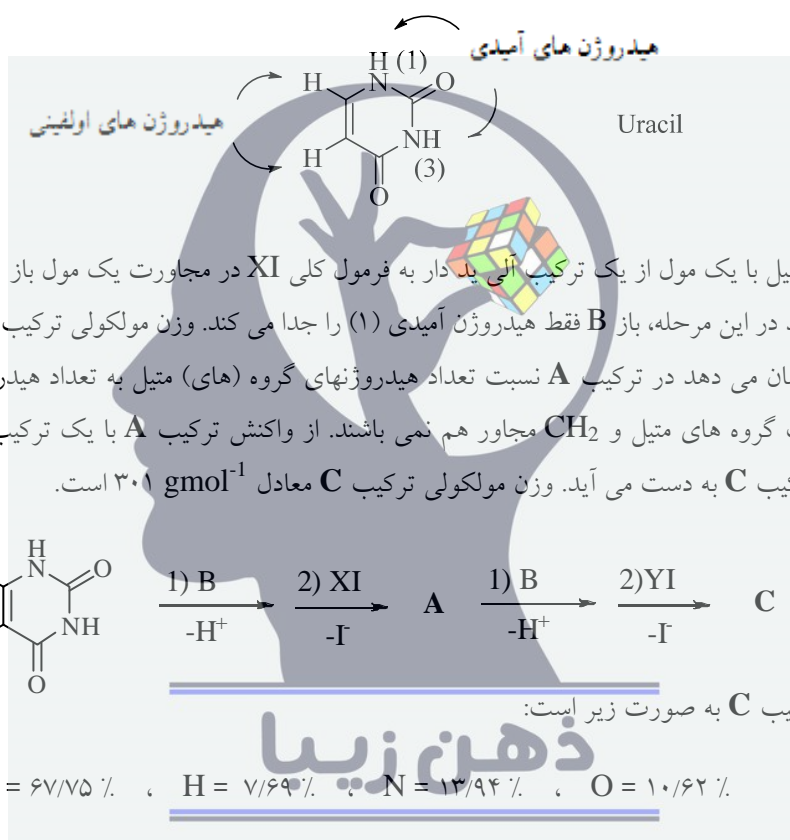 هیدروژن های آمیدی
H (1)
H N O
هیدروژن های اولفینی
Uracil
NH
H
(3)
O
یل با یک مول از یک ترکیب آلی ید دار به فرمول کلی XI در مجاورت یک مول باز
در این مرحله، باز B فقط هیدروژن آمیدی (۱) را جدا می کند. وزن مولکولی ترکیب
ان می دهد در ترکیب A نسبت تعداد هیدروژنهای گروه (های) متیل به تعداد
گروه های متیل و CH2 مجاور هم نمی باشند. از واکنش ترکیب A با یک
C به دست می آید. وزن مولکولی ترکیب C معادل ۳۰۱ gmol-1 است.
H
N O
1) B 2) XI A 1) B 2)YI C
NH
-H+ -I- -H+ -I-
O
C به صورت زیر است:
= ۶۷/۷۵ ٪ ، H = ۷/۶۹ ٪ ، N = ۱۳/۹۴ ٪ ، O = ۱۰/۶۲ ٪
ذهن زیبا